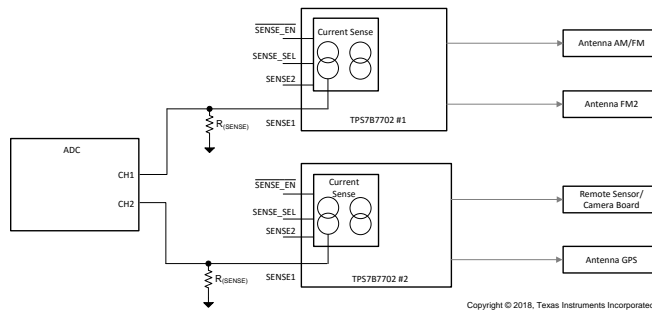 SENSE_EN
SENSE_SEL
SENSE2
Current Sense
SENSE1
TPS7B7702 #1
R(SENSE)
Antenna AM/FM
Antenna FM2
ADC
CH1
CH2
SENSE_EN
SENSE_SEL
SENSE2
Current
Sense
SENSE1
TPS7B7702 #2
R(SENSE)
Remote Sensor/
Camera Board
Antenna GPS
Copyright © 2018, Texas Instruments Incorporated